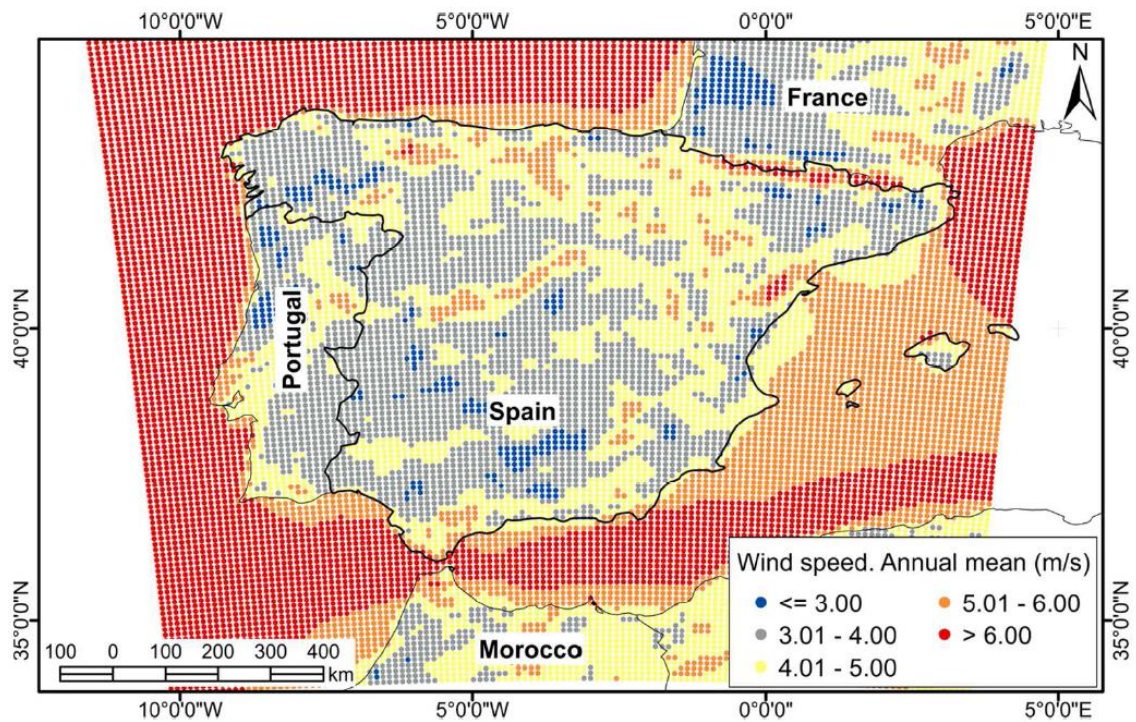 10°0'0"W 5°0'0"W 0°0'0" 5°0'0"E
N
France
40°0'0"N
40°0'0"N
Portugal
Spain
Wind speed. Annual mean (m/s)
<= 3.00 5.01 - 6.00
3.01 - 4.00 > 6.00
4.01 - 5.00
35°0'0"N
35°0'0"N
Morocco
100 0 100 200 300 400
km
10°0'0"W 5°0'0"W 0°0'0" 5°0'0"E